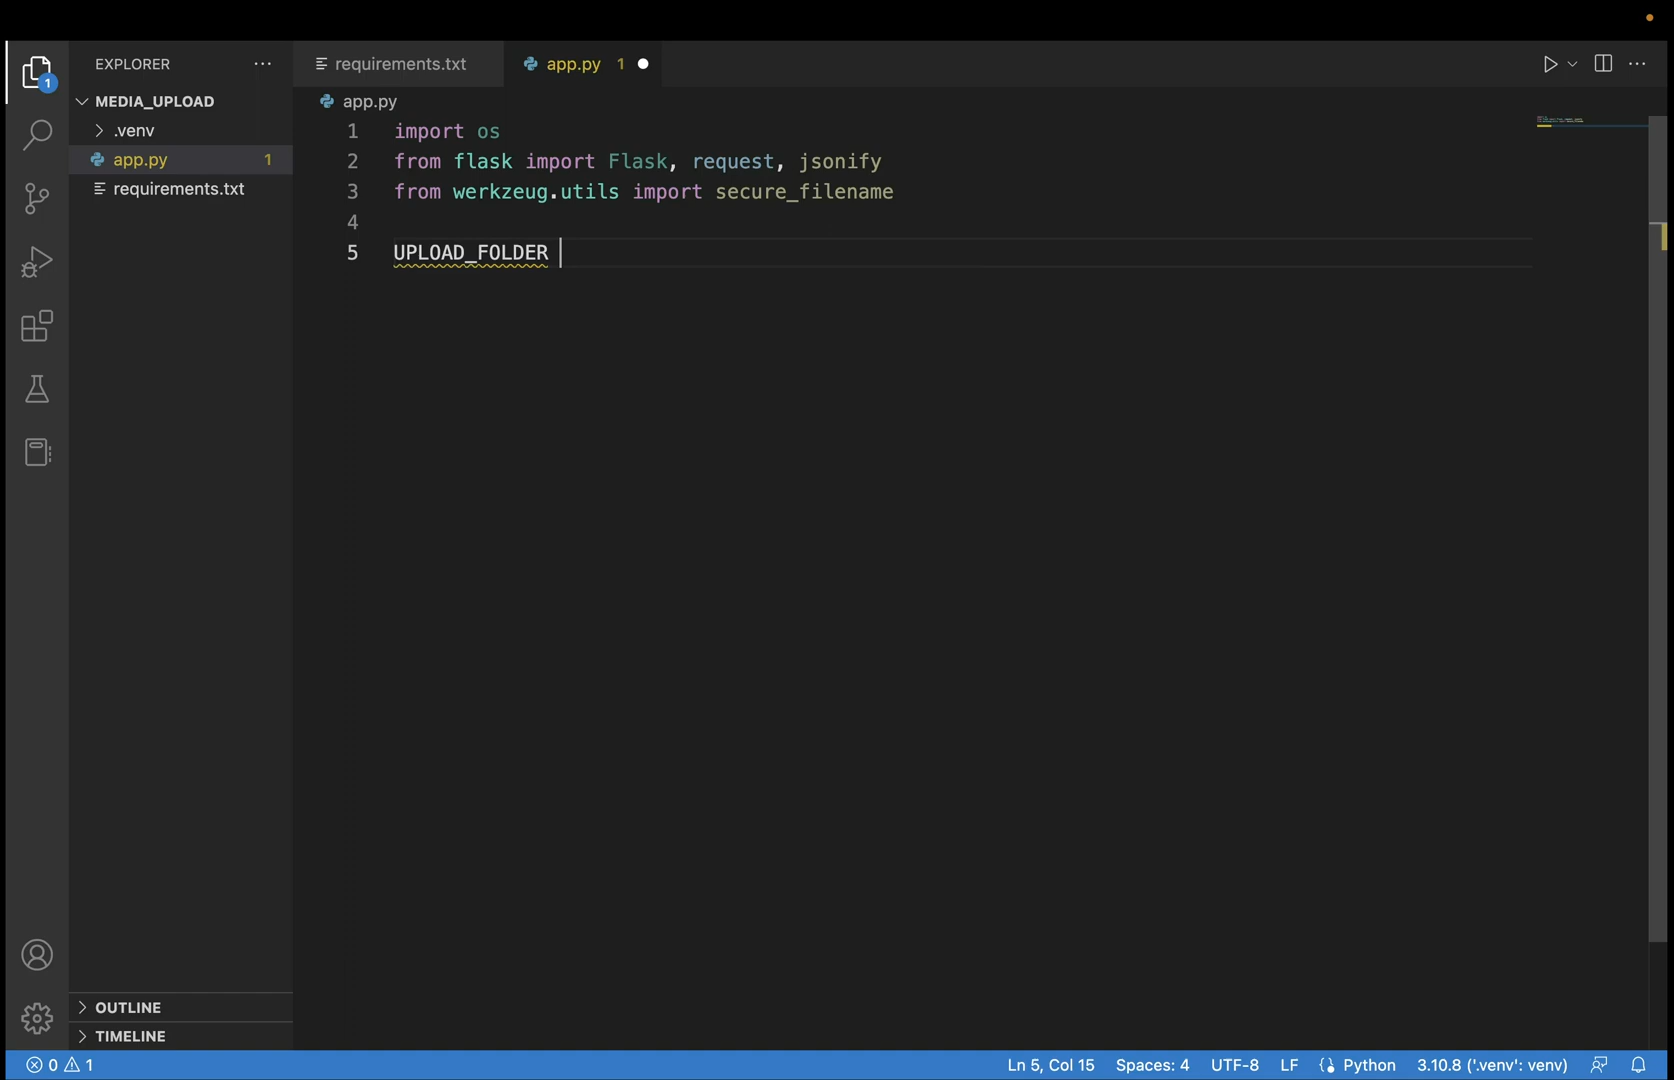 EXPLORER
requirements.txt
app.py 1
1
MEDIA_UPLOAD
.venv
app.py 1
requirements.txt
app.py
1 import os
2 from flask import Flask, request, jsonify
3 from werkzeug.utils import secure_filename
4
5 UPLOAD_FOLDER
OUTLINE
TIMELINE
0 1
Ln 5, Col 15 Spaces: 4 UTF-8 LF Python 3.10.8 ('.venv': venv)